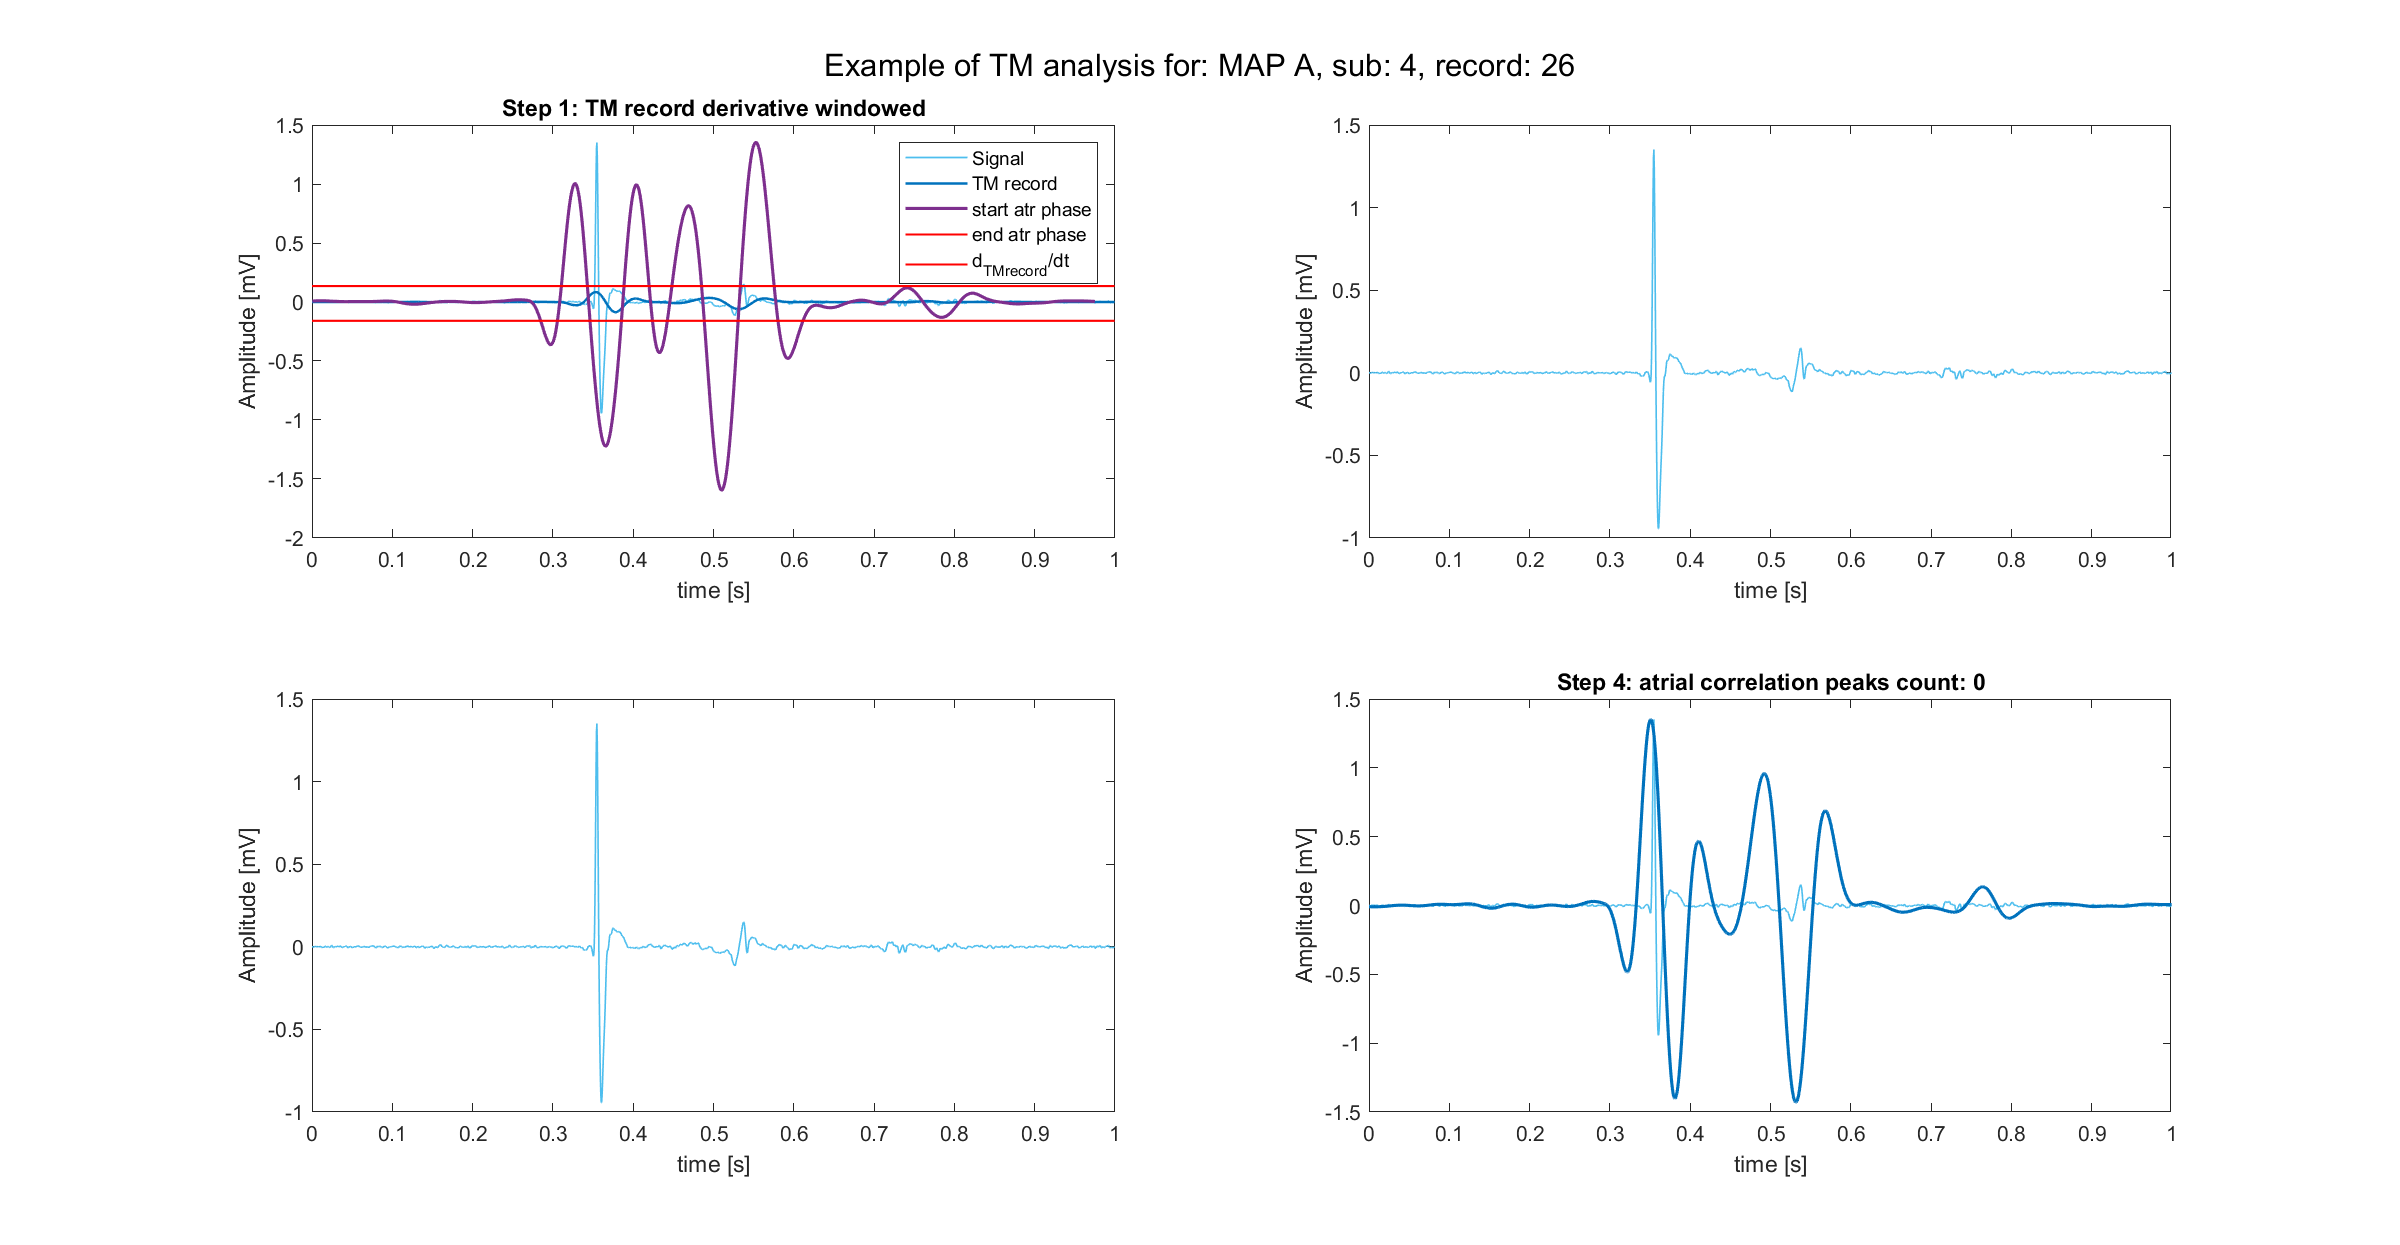 Example of TM analysis for: MAP A, sub: 4, record: 26
Step 1: TM record derivative windowed
1.5
1
0.5
0
-0.5
-1
-1.5
-2
Amplitude [mV]
0 0.1 0.2 0.3 0.4 0.5 0.6 0.7 0.8 0.9 1
time [s]
Signal
TM record
start atr phase
end atr phase
d_TMrecord/dt
1.5
1
0.5
0
-0.5
-1
Amplitude [mV]
0 0.1 0.2 0.3 0.4 0.5 0.6 0.7 0.8 0.9 1
time [s]
1.5
1
0.5
0
-0.5
-1
Amplitude [mV]
0 0.1 0.2 0.3 0.4 0.5 0.6 0.7 0.8 0.9 1
time [s]
Step 4: atrial correlation peaks count: 0
1.5
1
0.5
0
-0.5
-1
-1.5
Amplitude [mV]
0 0.1 0.2 0.3 0.4 0.5 0.6 0.7 0.8 0.9 1
time [s]